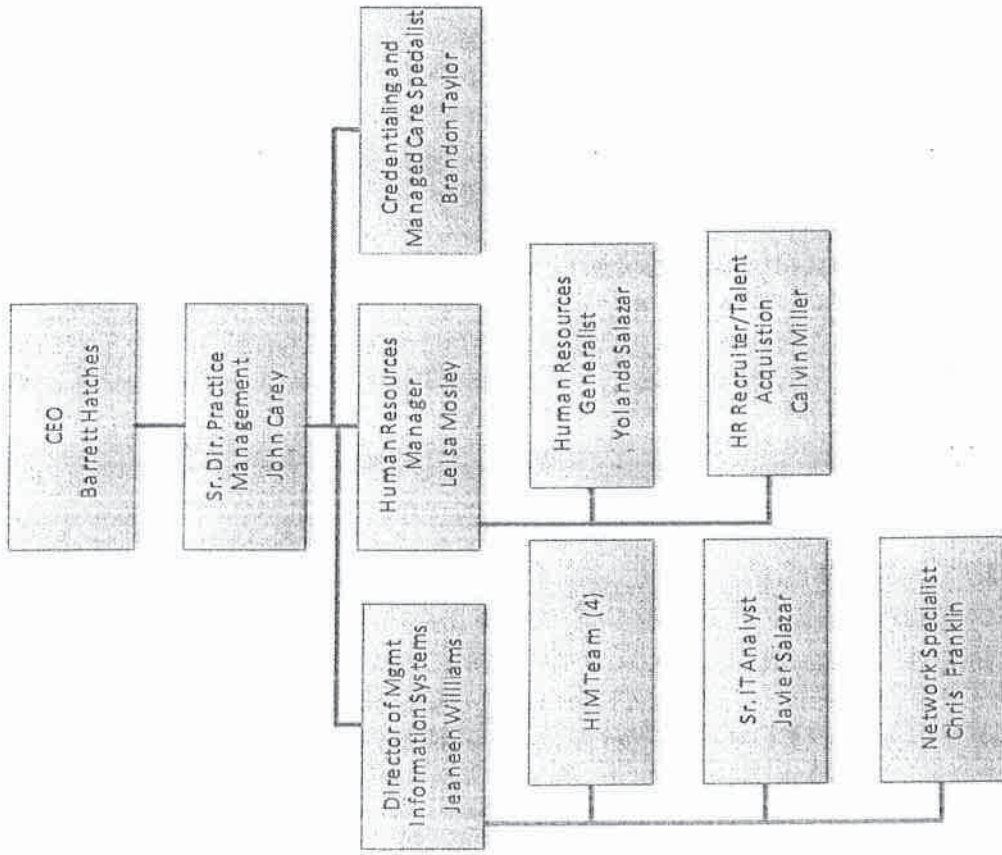 CEO
Barrett Hatches
Sr. Dir. Practice
Management
John Carey
Director of Mgmt
Information Systems
Jeaneen Williams
Human Resources
Manager
Leisa Mosley
Credentialing and
Managed Care Specialist
Brandon Taylor
HIM Team (4)
Sr. IT Analyst
Javier Salazar
Network Specialist
Chris Franklin
Human Resources
Generalist
Yolanda Salazar
HR Recruiter/Talent
Acquistion
Calvin Miller